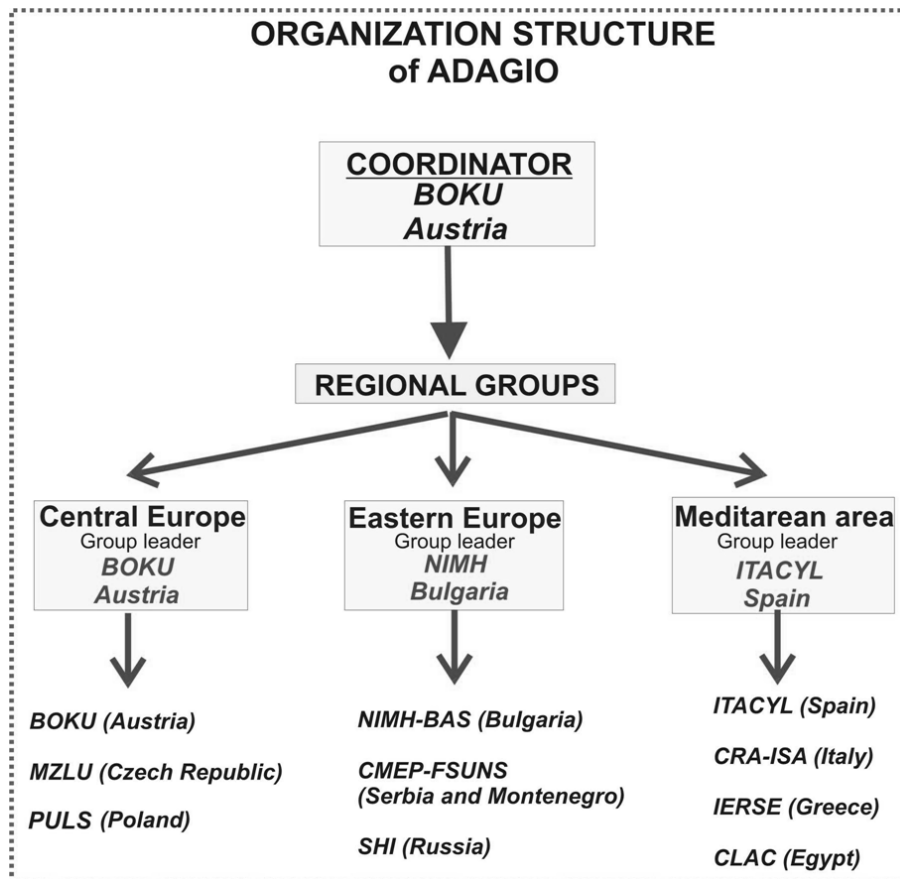 ORGANIZATION STRUCTURE
of ADAGIO
COORDINATOR
BOKU
Austria
REGIONAL GROUPS
Central Europe
Group leader
BOKU
Austria
Eastern Europe
Group leader
NIMH
Bulgaria
Meditarean area
Group leader
ITACYL
Spain
BOKU (Austria)
MZLU (Czech Republic)
PULS (Poland)
NIMH-BAS (Bulgaria)
CMEP-FSUNS
(Serbia and Montenegro)
SHI (Russia)
ITACYL (Spain)
CRA-ISA (Italy)
IERSE (Greece)
CLAC (Egypt)